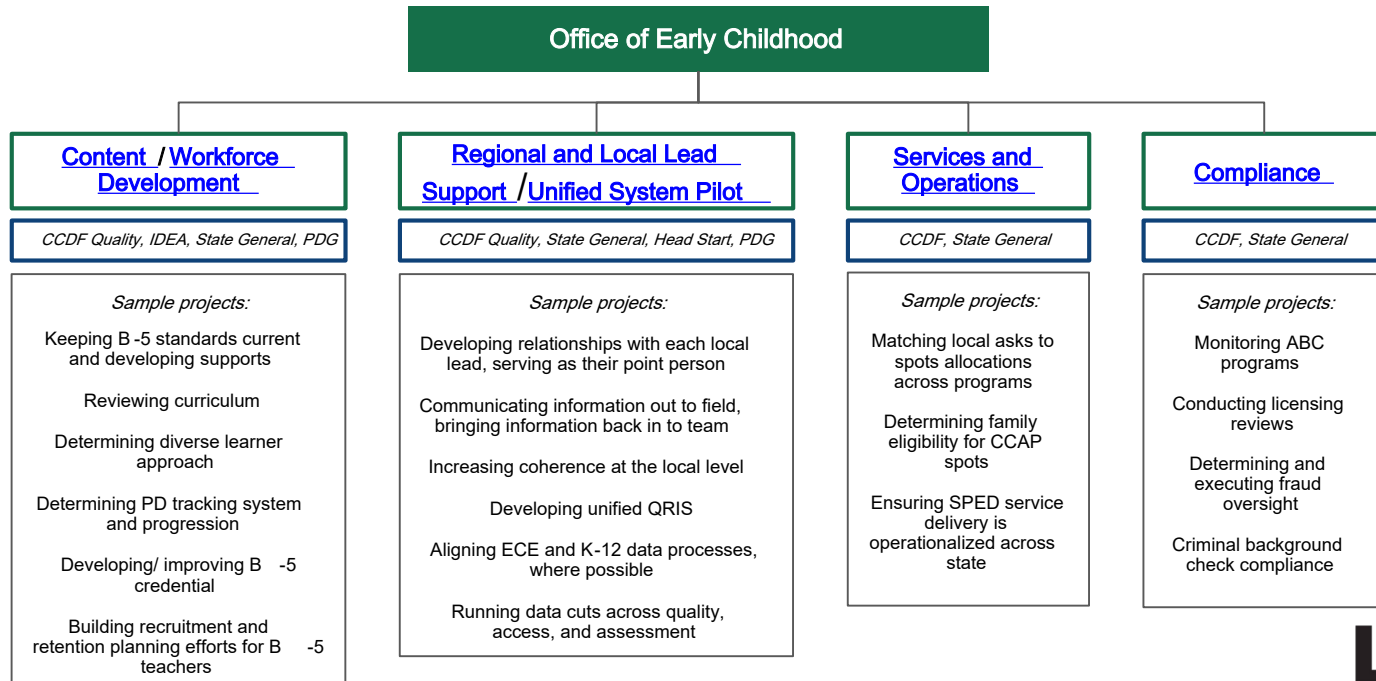 Office of Early Childhood
Content / Workforce
Development
CCDF Quality, IDEA, State General, PDG
Sample projects:
Keeping B -5 standards current
and developing supports
Reviewing curriculum
Determining diverse learner
approach
Determining PD tracking system
and progression
Developing/ improving B -5
credential
Building recruitment and
retention planning efforts for B -5
teachers
Regional and Local Lead
Support / Unified System Pilot
CCDF Quality, State General, Head Start, PDG
Sample projects:
Developing relationships with each local
lead, serving as their point person
Communicating information out to field,
bringing information back in to team
Increasing coherence at the local level
Developing unified QRIS
Aligning ECE and K-12 data processes,
where possible
Running data cuts across quality,
access, and assessment
Services and
Operations
CCDF, State General
Sample projects:
Matching local asks to
spots allocations
across programs
Determining family
eligibility for CCAP
spots
Ensuring SPED service
delivery is
operationalized across
state
Compliance
CCDF, State General
Sample projects:
Monitoring ABC
programs
Conducting licensing
reviews
Determining and
executing fraud
oversight
Criminal background
check compliance